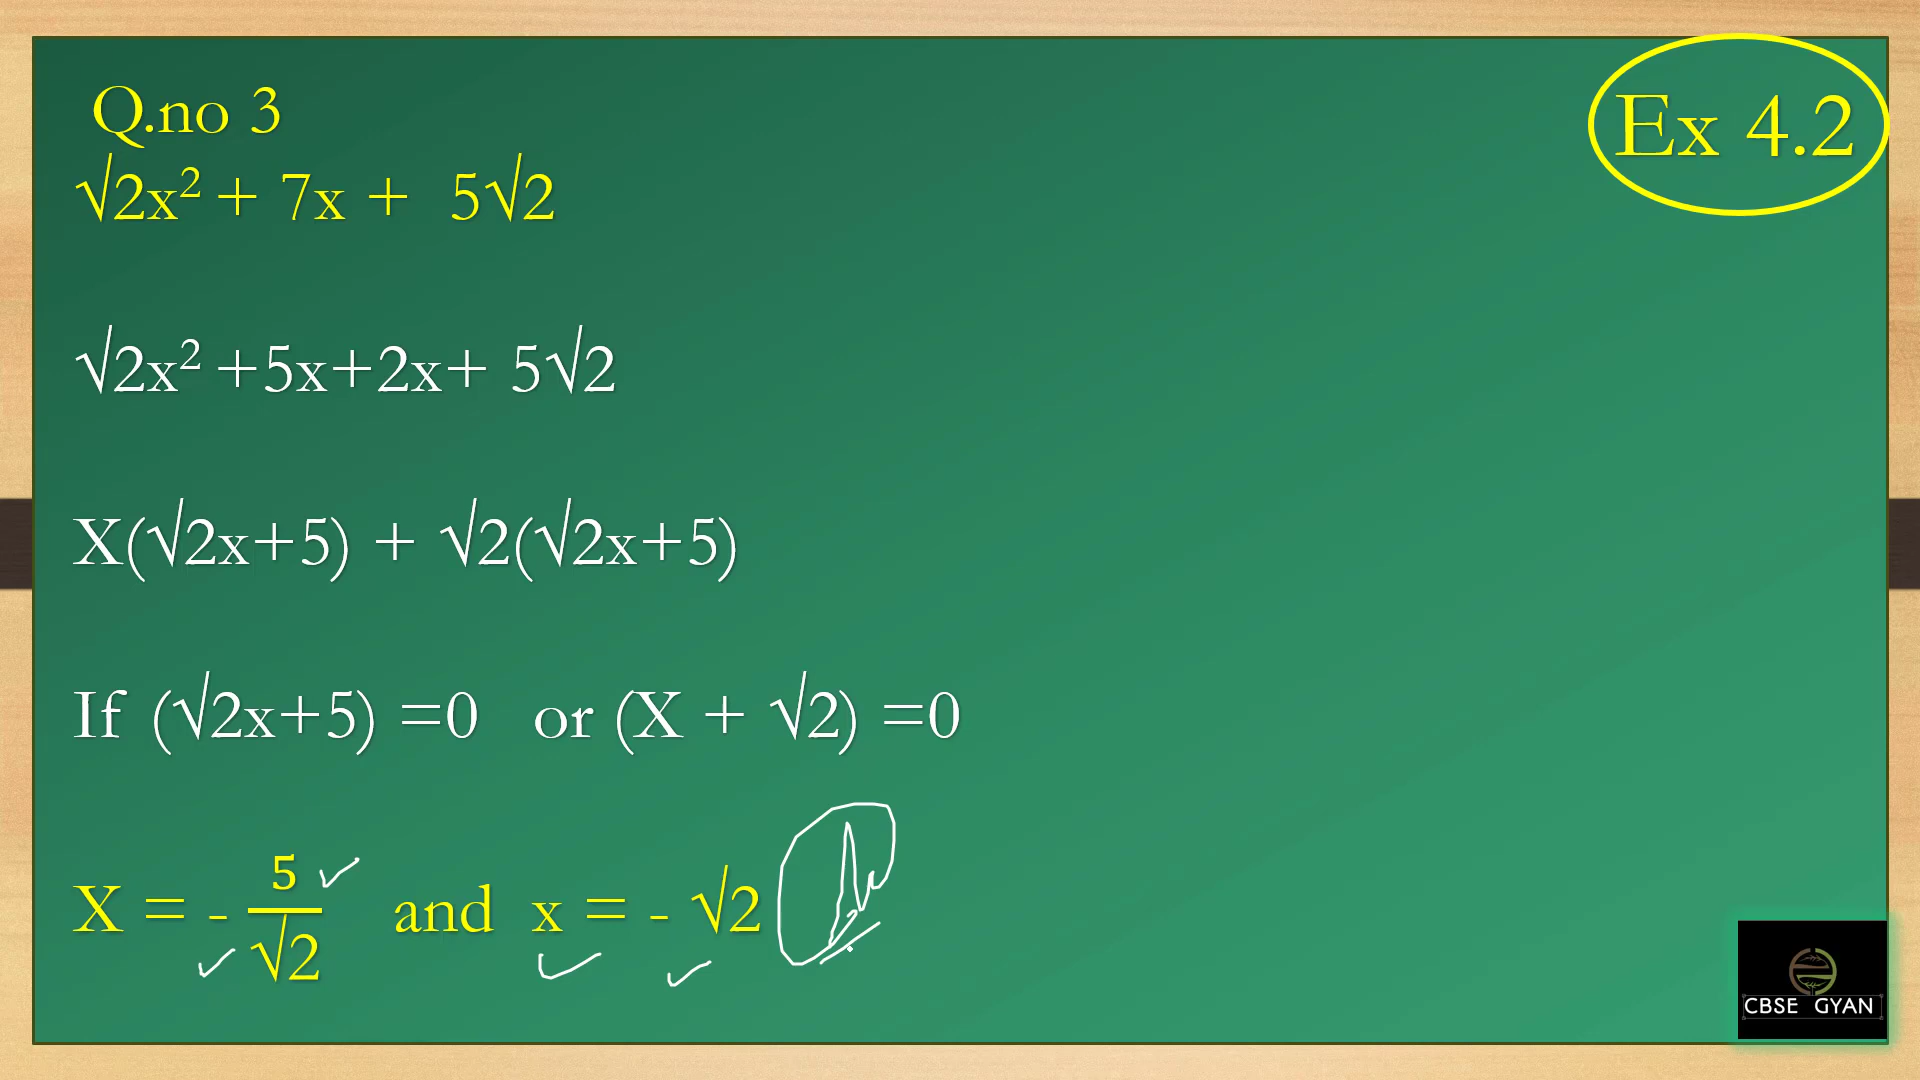 Q.no 3
Ex 4.2
√2x² + 7x + 5√2
√2x² +5x+2x+ 5√2
X(√2x+5) + √2(√2x+5)
If (√2x+5) =0 or (X + √2) =0
X = - 5/√2 and x = - √2
CBSE GYAN